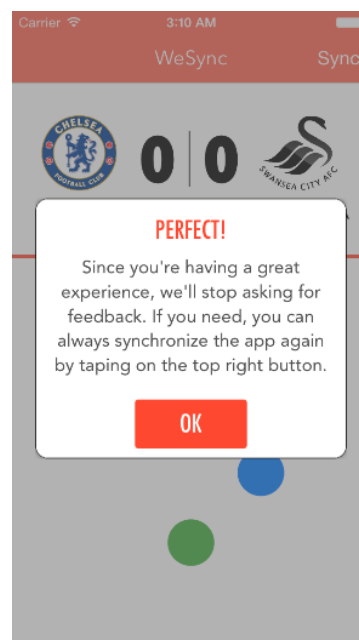 Carrier 3:10 AM
WeSync Sync
CHELSEA
FOOTBALL CLUB
0 0
SWANSEA CITY AFC
PERFECT!
Since you're having a great
experience, we'll stop asking for
feedback. If you need, you can
always synchronize the app again
by taping on the top right button.
OK